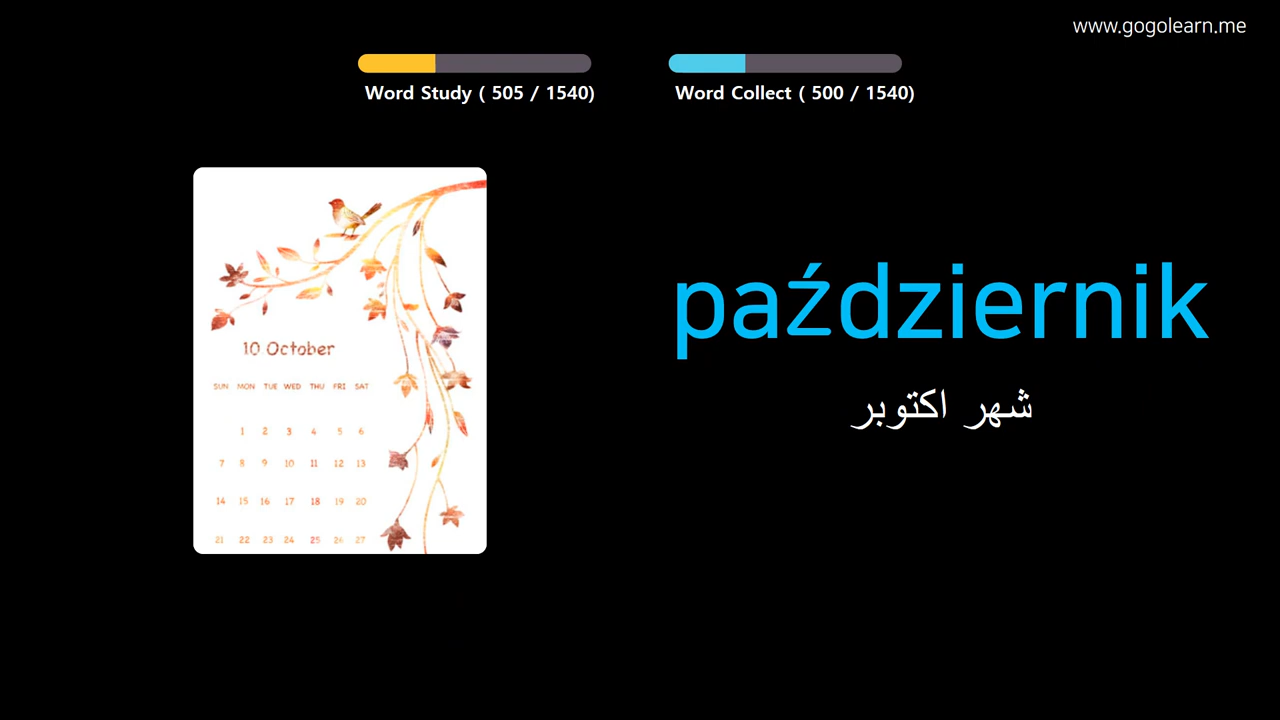 www.gogolearn.me
Word Study ( 505 / 1540)
Word Collect ( 500 / 1540)
październik
شهر اکتوبر
10 October
SUN MON TUE WED THU FRI SAT
1 2 3 4 5 6
7 8 9 10 11 12 13
14 15 16 17 18 19 20
21 22 23 24 25 26 27